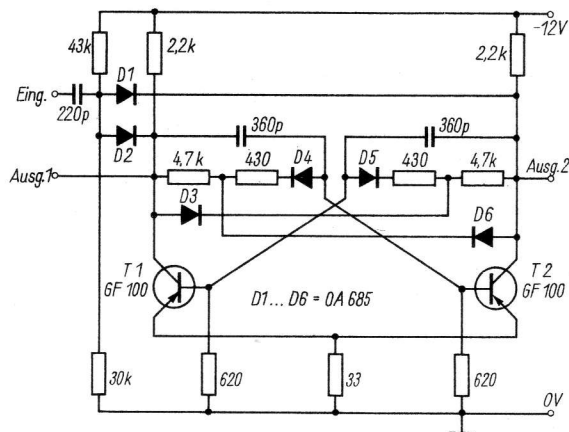 -12V
43k
2,2k
2,2k
D1
Eing.
220p
D2
360p
360p
Ausg.1
4,7k
430
D4
D5
430
4,7k
Ausg.2
D3
D6
T1
GF 100
T2
GF 100
D1...D6 = OA 685
30k
620
33
620
0V